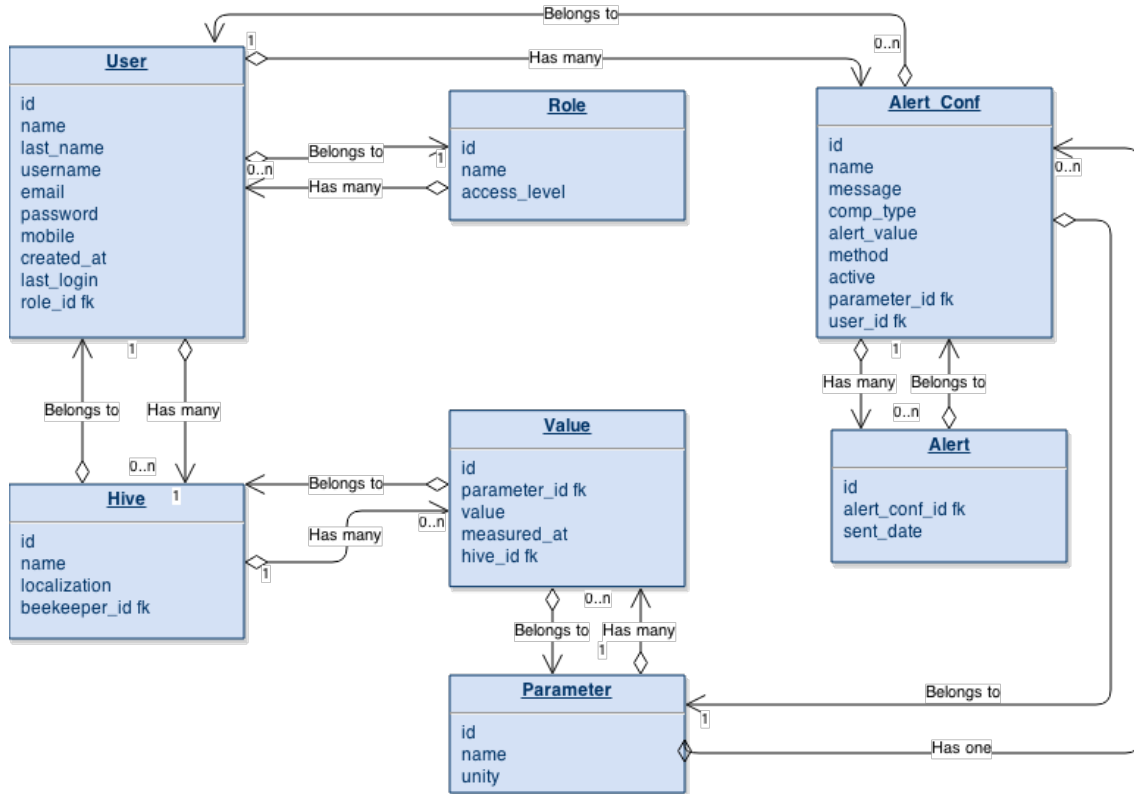 Belongs to
1
0..n
Has many
User
id
name
last_name
username
email
password
mobile
created_at
last_login
role_id fk
Role
id
name
access_level
Belongs to
1
0..n
Has many
Alert_Conf
id
name
message
comp_type
alert_value
method
active
parameter_id fk
user_id fk
0..n
1
Belongs to
Has many
0..n
1
Has many
Belongs to
1
0..n
Alert
id
alert_conf_id fk
sent_date
Hive
id
name
localization
beekeeper_id fk
Belongs to
Has many
0..n
1
Value
id
parameter_id fk
value
measured_at
hive_id fk
0..n
Belongs to
Has many
1
Parameter
id
name
unity
Belongs to
1
Has one